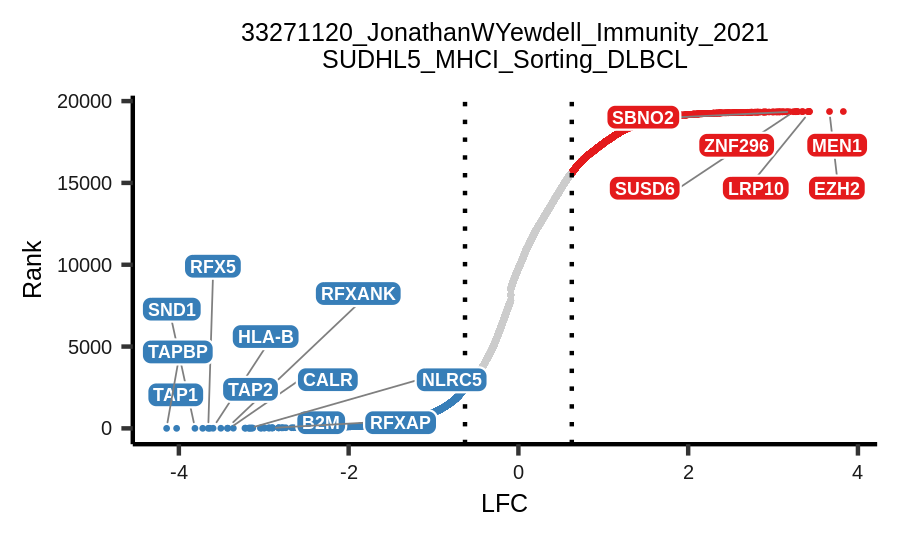 33271120_JonathanWYewdell_Immunity_2021
SUDHL5_MHCI_Sorting_DLBCL
Rank
20000
15000
10000
5000
0
SBNO2
ZNF296
MEN1
SUSD6
LRP10
EZH2
RFX5
RFXANK
SND1
HLA-B
TAPBP
TAP1
TAP2
CALR
NLRC5
B2M
RFXAP
-4
-2
0
2
4
LFC